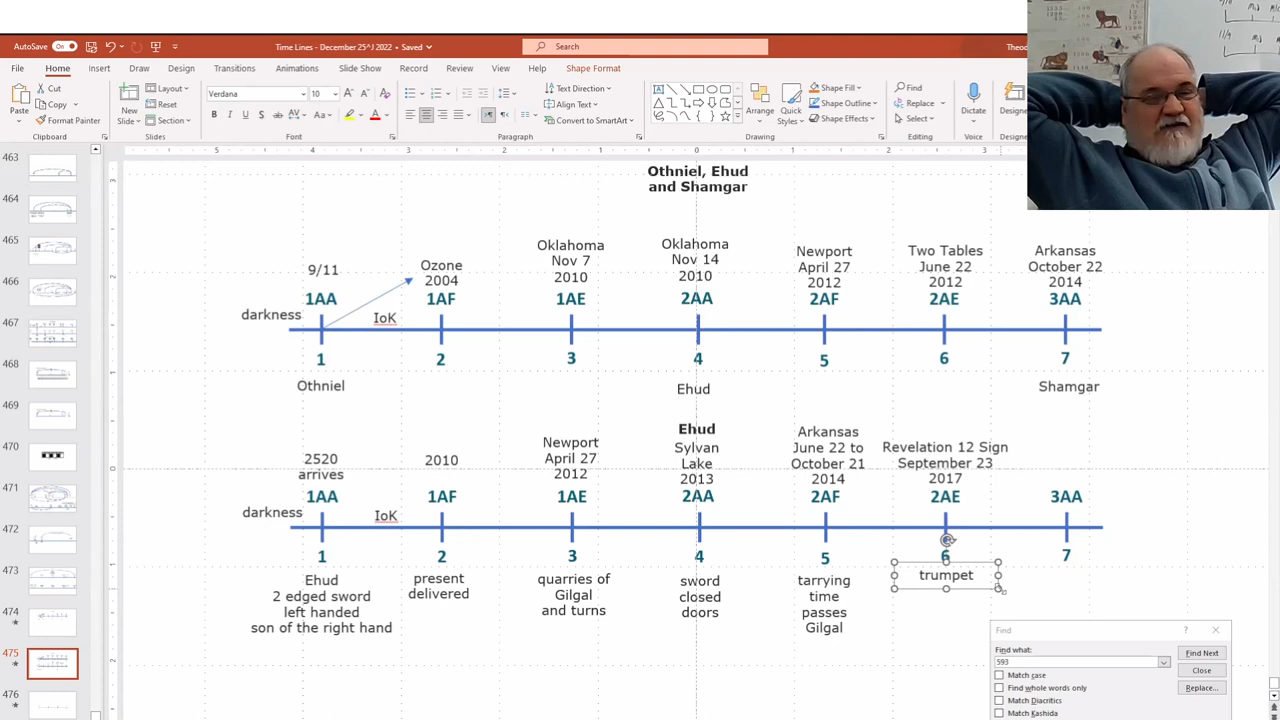 AutoSave On
Time Lines - December 25^J 2022 • Saved
Search
Theod
File Home Insert Draw Design Transitions Animations Slide Show Record Review View Help Shape Format
Paste
Cut
Copy
Format Painter
Clipboard
New
Slide
Layout
Reset
Section
Slides
Verdana 10
Font
Text Direction
Align Text
Convert to SmartArt
Paragraph
Arrange
Quick
Styles
Shape Fill
Shape Outline
Shape Effects
Drawing
Find
Replace
Select
Editing
Dictate
Voice
Designe
Designe
463
464
465
466
467
468
469
470
471
472
473
474
475
476
Othniel, Ehud
and Shamgar
9/11
Ozone
2004
Oklahoma
Nov 7
2010
Oklahoma
Nov 14
2010
Newport
April 27
2012
Two Tables
June 22
2012
Arkansas
October 22
2014
1AA 1AF 1AE 2AA 2AF 2AE 3AA
darkness IoK
1 2 3 4 5 6 7
Othniel Ehud Shamgar
Ehud
2520
arrives
2010
Newport
April 27
2012
Sylvan
Lake
2013
Arkansas
June 22 to
October 21
2014
Revelation 12 Sign
September 23
2017
1AA 1AF 1AE 2AA 2AF 2AE 3AA
darkness IoK
1 2 3 4 5 6 7
Ehud
2 edged sword
left handed
son of the right hand
present
delivered
quarries of
Gilgal
and turns
sword
closed
doors
tarrying
time
passes
Gilgal
trumpet
Find
? ×
Find what:
593
Find Next
Close
Replace...
Match case
Find whole words only
Match Diacritics
Match Kashida